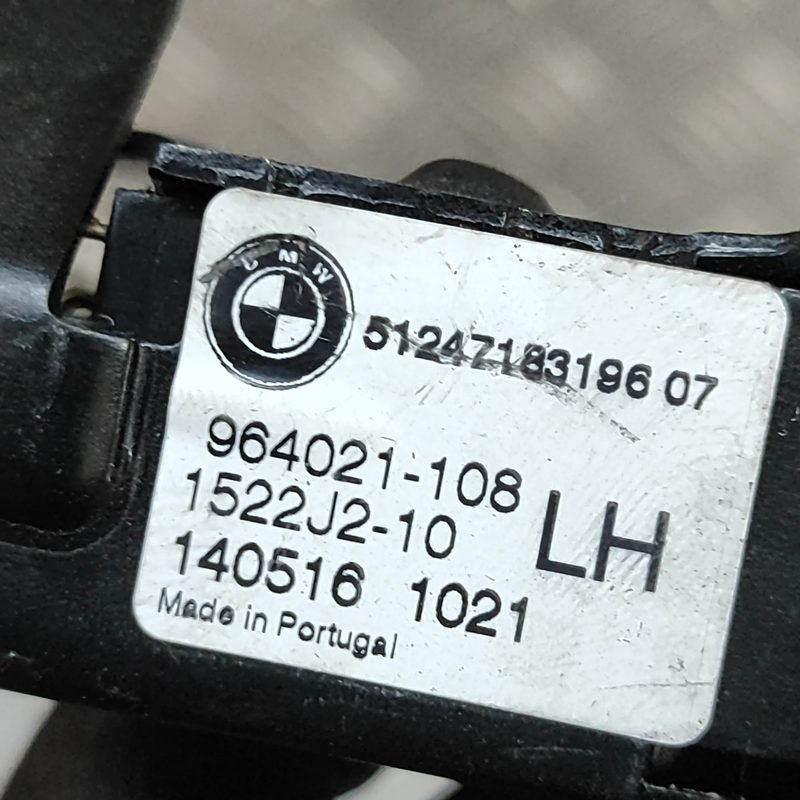 BMW
51247183196 07
964021-108
1522J2-10
LH
140516 1021
Made in Portugal